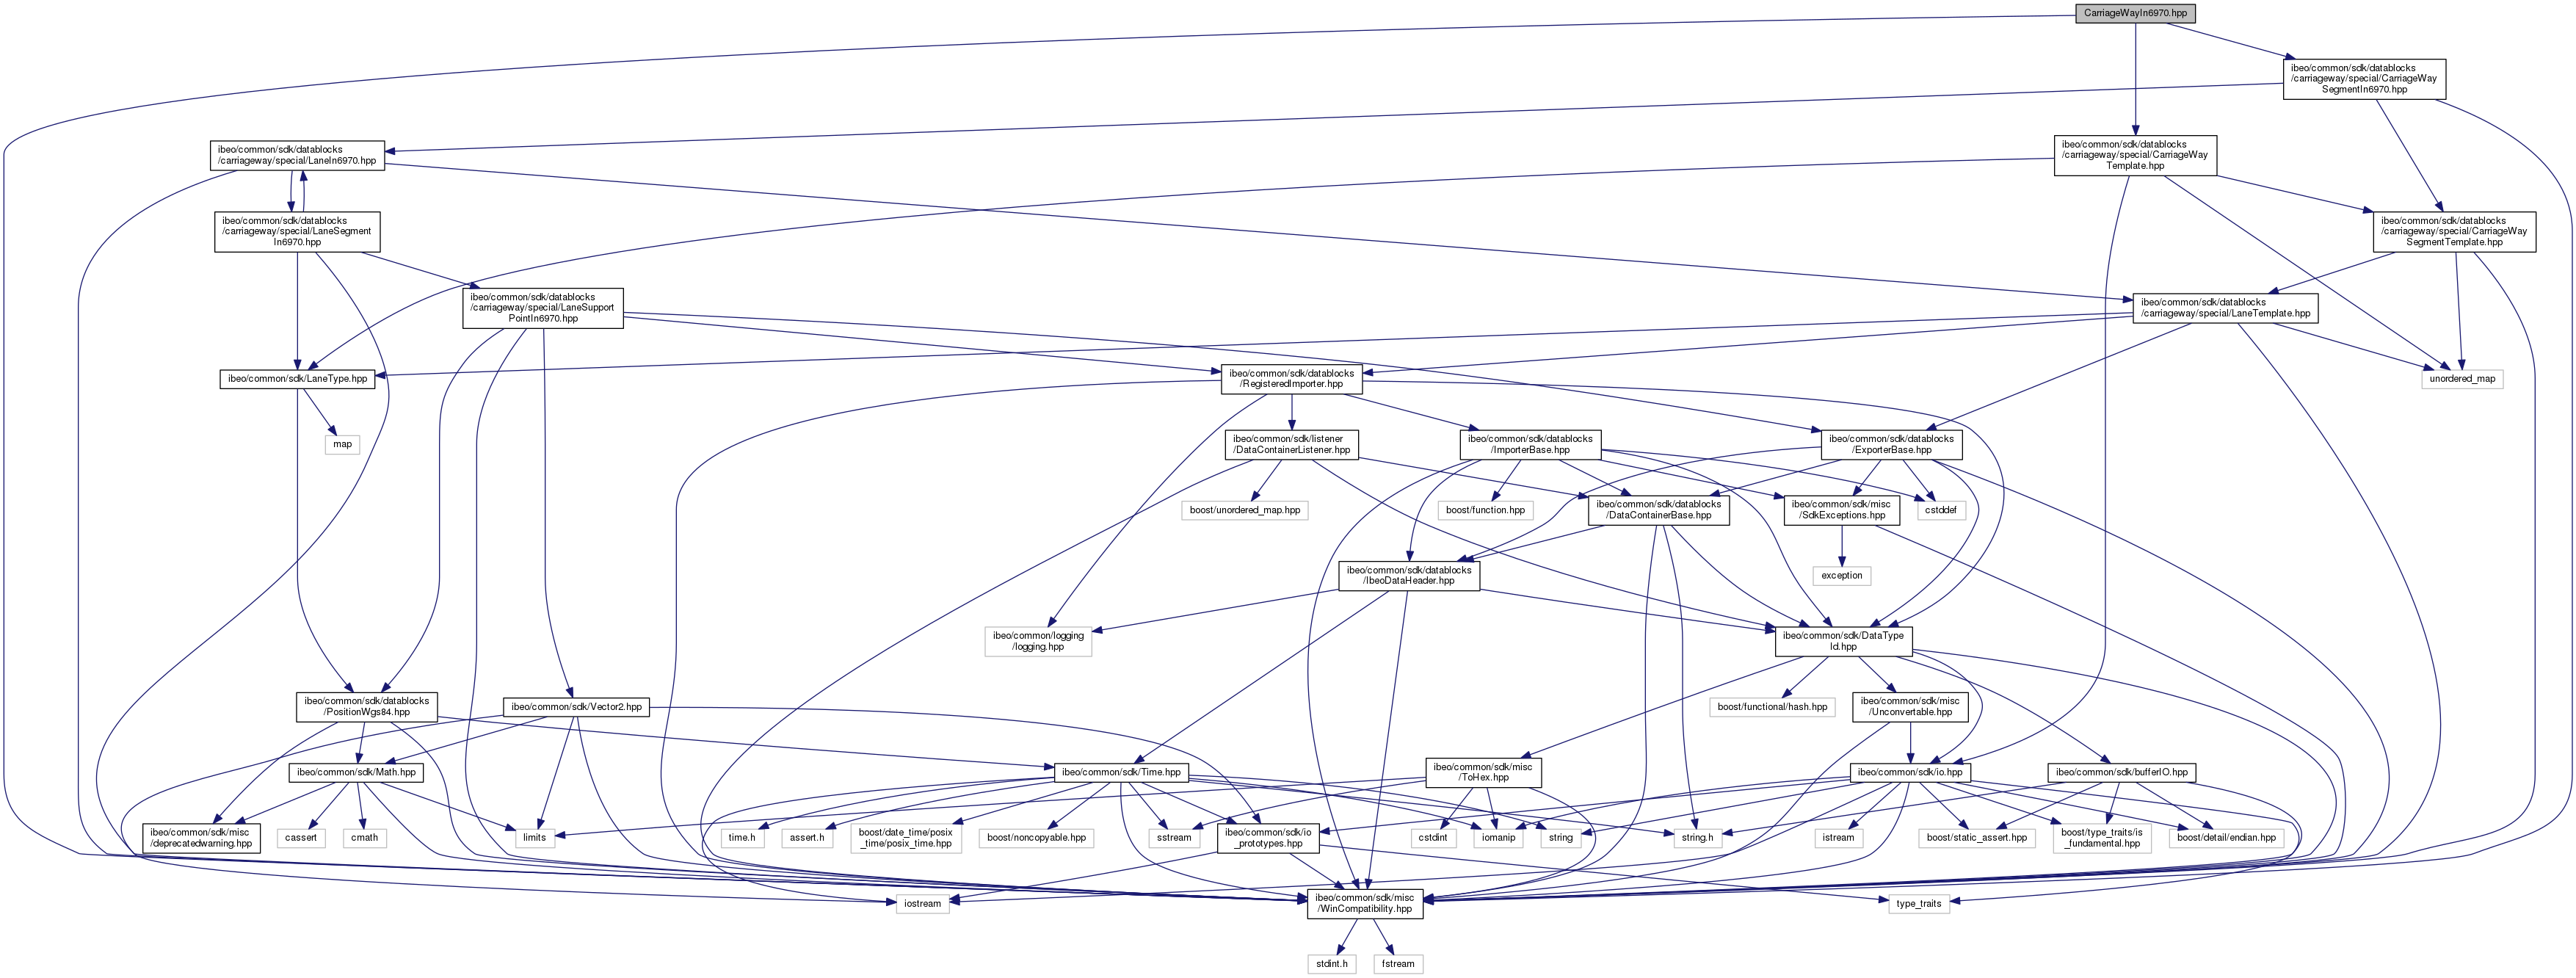 CarriageWayIn6970.hpp
ibeo/common/sdk/datablocks
/carriageway/special/CarriageWay
SegmentIn6970.hpp
ibeo/common/sdk/datablocks
/carriageway/special/CarriageWay
Template.hpp
ibeo/common/sdk/datablocks
/carriageway/special/LaneIn6970.hpp
ibeo/common/sdk/datablocks
/carriageway/special/LaneSegment
In6970.hpp
ibeo/common/sdk/datablocks
/carriageway/special/CarriageWay
SegmentTemplate.hpp
ibeo/common/sdk/datablocks
/carriageway/special/LaneSupport
PointIn6970.hpp
ibeo/common/sdk/datablocks
/carriageway/special/LaneTemplate.hpp
ibeo/common/sdk/LaneType.hpp
ibeo/common/sdk/datablocks
/RegisteredImporter.hpp
unordered_map
map
ibeo/common/sdk/listener
/DataContainerListener.hpp
ibeo/common/sdk/datablocks
/ImporterBase.hpp
ibeo/common/sdk/datablocks
/ExporterBase.hpp
boost/unordered_map.hpp
boost/function.hpp
ibeo/common/sdk/datablocks
/DataContainerBase.hpp
ibeo/common/sdk/misc
/SdkExceptions.hpp
cstddef
ibeo/common/sdk/datablocks
/IbeoDataHeader.hpp
exception
ibeo/common/logging
/logging.hpp
ibeo/common/sdk/DataType
Id.hpp
ibeo/common/sdk/datablocks
/PositionWgs84.hpp
ibeo/common/sdk/Vector2.hpp
boost/functional/hash.hpp
ibeo/common/sdk/misc
/Unconvertable.hpp
ibeo/common/sdk/Math.hpp
ibeo/common/sdk/Time.hpp
ibeo/common/sdk/misc
/ToHex.hpp
ibeo/common/sdk/io.hpp
ibeo/common/sdk/bufferIO.hpp
ibeo/common/sdk/misc
/deprecatedwarning.hpp
cassert
cmath
limits
time.h
assert.h
boost/date_time/posix
_time/posix_time.hpp
boost/noncopyable.hpp
sstream
ibeo/common/sdk/io
_prototypes.hpp
cstdint
iomanip
string
string.h
istream
boost/static_assert.hpp
boost/type_traits/is
_fundamental.hpp
boost/detail/endian.hpp
iostream
ibeo/common/sdk/misc
/WinCompatibility.hpp
type_traits
stdint.h
fstream